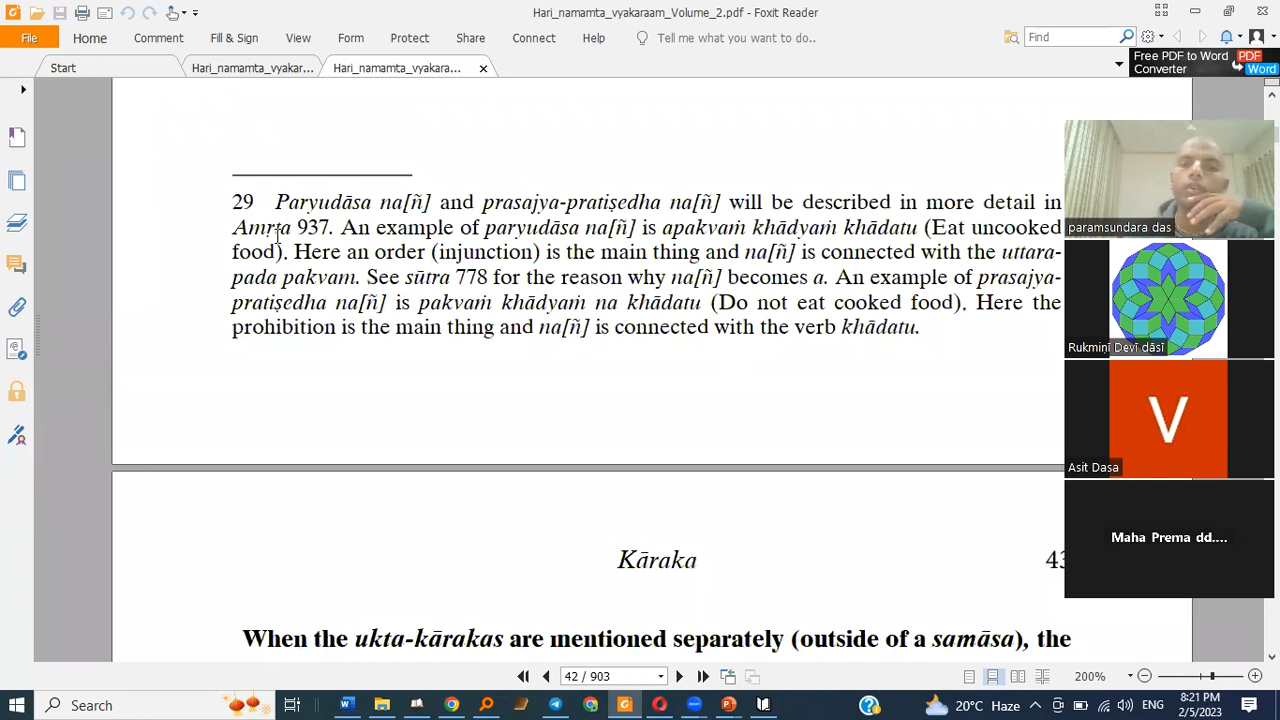 Hari_namamta_vyakaraam_Volume_2.pdf - Foxit Reader
File Home Comment Fill & Sign View Form Protect Share Connect Help Tell me what you want to do.. Find
Start Hari_namamta_vyakar... Hari_namamta_vyakara... Free PDF to Word Converter PDF Word
29 Paryudāsa na[ñ] and prasajya-pratiṣedha na[ñ] will be described in more detail in
Amṛta 937. An example of paryudāsa na[ñ] is apakvaṁ khādyaṁ khādatu (Eat uncooked
food). Here an order (injunction) is the main thing and na[ñ] is connected with the uttara-
pada pakvam. See sūtra 778 for the reason why na[ñ] becomes a. An example of prasajya-
pratiṣedha na[ñ] is pakvaṁ khādyaṁ na khādatu (Do not eat cooked food). Here the
prohibition is the main thing and na[ñ] is connected with the verb khādatu.
paramsundara das
Rukmiṇī Devī dāsī
V
Asit Dasa
Maha Prema dd....
Kāraka 43
When the ukta-kārakas are mentioned separately (outside of a samāsa), the
42 / 903 200%
Search 20°C Haze ENG 8:21 PM
2/5/2023